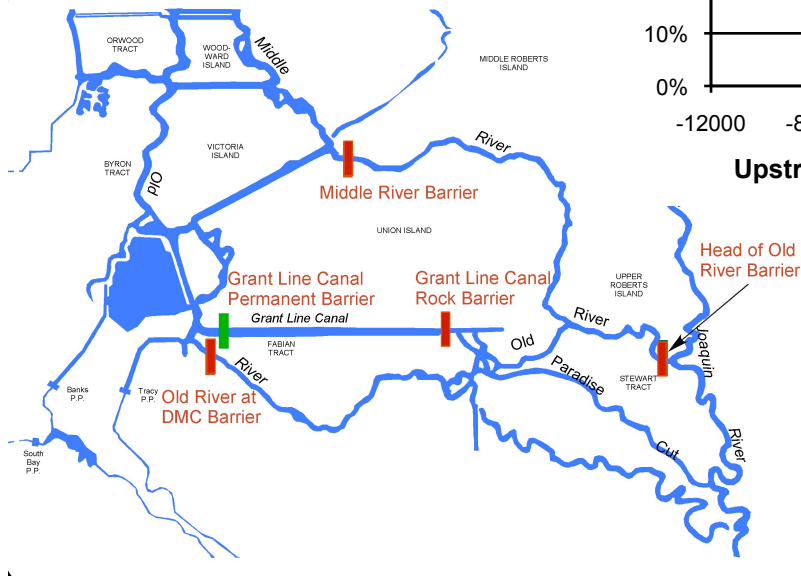 10%
0%
-12000
-8
Upstr
ORWOOD
TRACT
WOOD-
WARD
ISLAND
Middle
MIDDLE ROBERTS
ISLAND
BYRON
TRACT
VICTORIA
ISLAND
Old
River
Middle River Barrier
UNION ISLAND
Head of Old
River Barrier
UPPER
ROBERTS
ISLAND
Grant Line Canal
Permanent Barrier
Grant Line Canal
Rock Barrier
Grant Line Canal
FABIAN
TRACT
River
Old
River
Joaquin
Paradise
STEWART
TRACT
Banks
P.P.
Tracy
P.P.
Old River at
DMC Barrier
South
Bay
P.P.
Cut
River